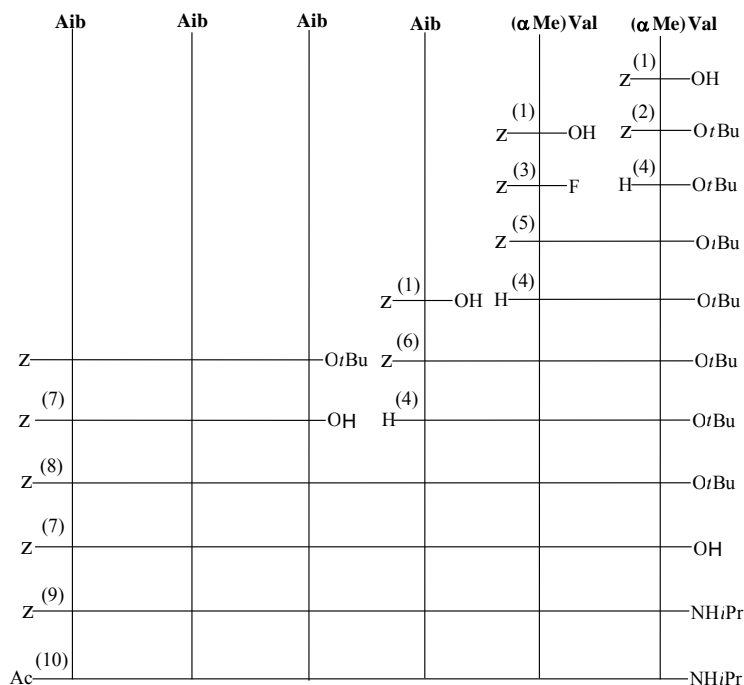 Aib Aib Aib Aib (αMe)Val (αMe)Val
(1)
Z OH
(1) (2)
Z OH Z OtBu
(3) (4)
Z F H OtBu
(5)
Z OtBu
(1) (4)
Z OH H OtBu
(6)
Z OtBu Z OtBu
(7) (4)
Z OH H OtBu
(8)
Z OtBu
(7)
Z OH
(9)
Z NHiPr
(10)
Ac NHiPr